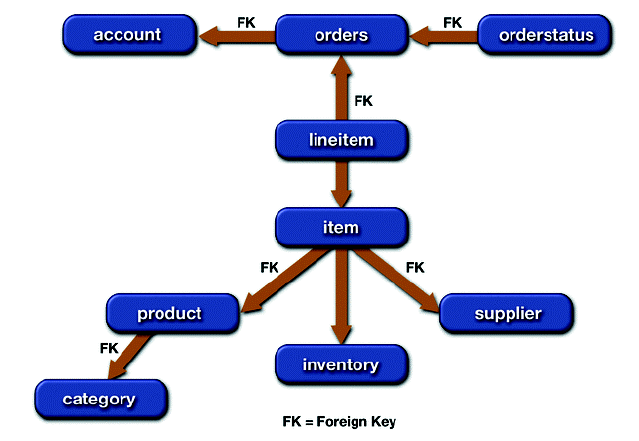 FK
FK
account
orders
orderstatus
FK
lineitem
item
FK
FK
product
supplier
FK
inventory
category
FK = Foreign Key